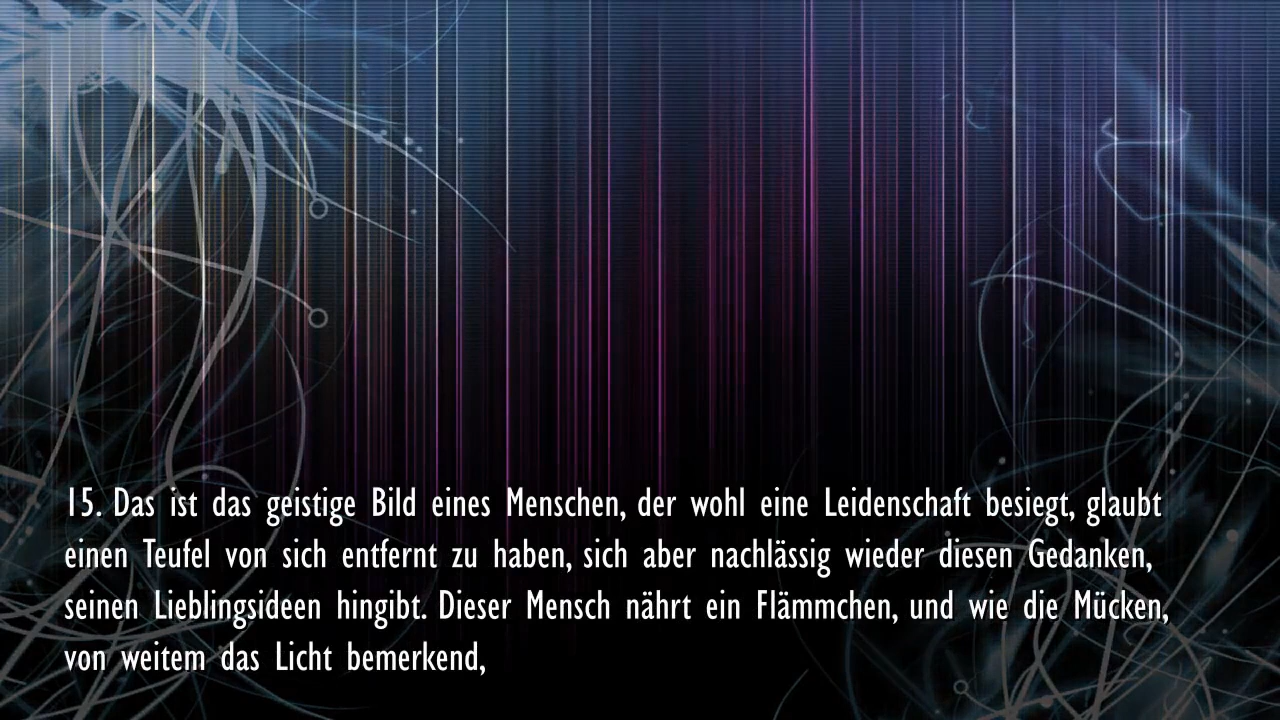 15. Das ist das geistige Bild eines Menschen, der wohl eine Leidenschaft besiegt, glaubt
einen Teufel von sich entfernt zu haben, sich aber nachlässig wieder diesen Gedanken,
seinen Lieblingsideen hingibt. Dieser Mensch nährt ein Flämmchen, und wie die Mücken,
von weitem das Licht bemerkend,